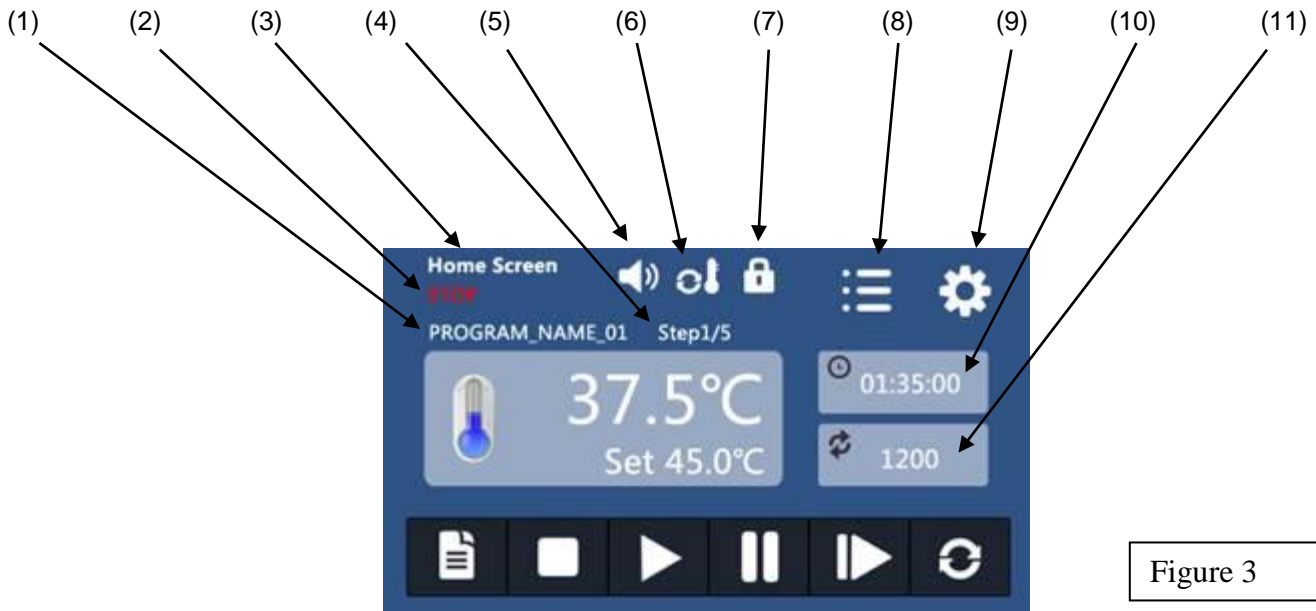 (1) (2) (3) (4) (5) (6) (7) (8) (9) (10) (11)
Home Screen
STOP
PROGRAM_NAME_01 Step1/5
37.5°C
Set 45.0°C
01:35:00
1200
Figure 3